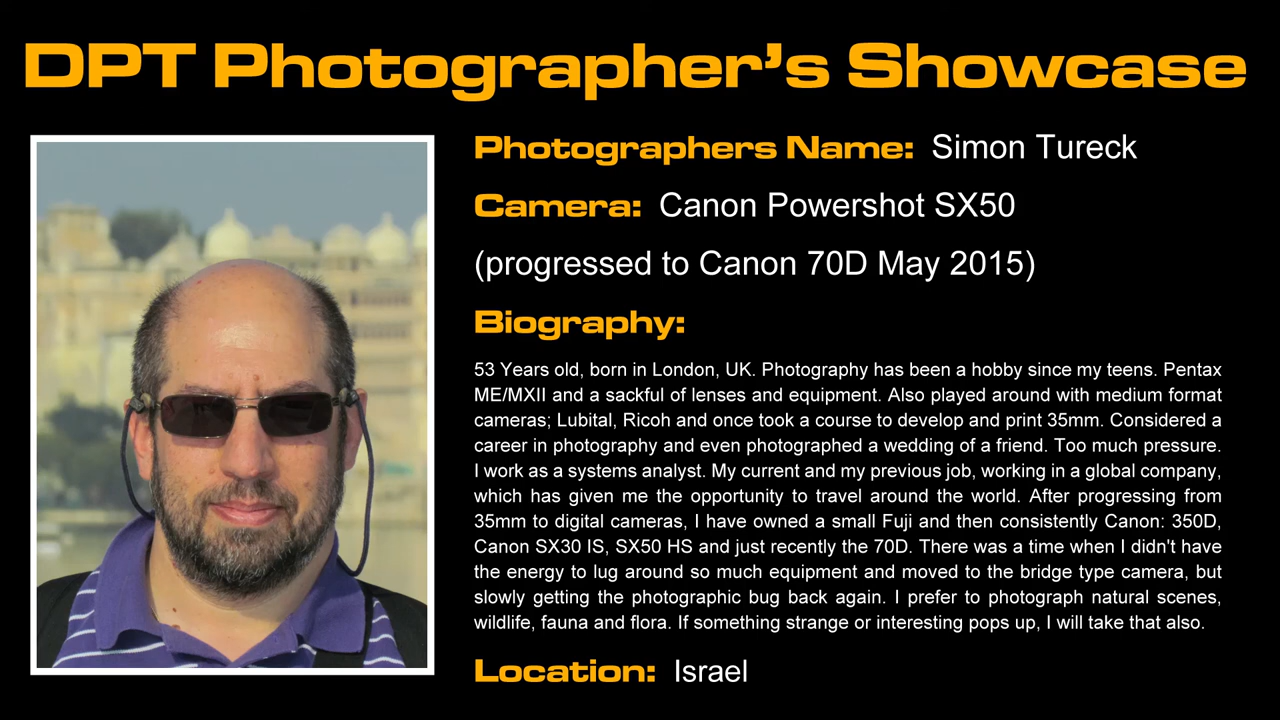 DPT Photographer’s Showcase
Photographers Name: Simon Tureck
Camera: Canon Powershot SX50
(progressed to Canon 70D May 2015)
Biography:
53 Years old, born in London, UK. Photography has been a hobby since my teens. Pentax
ME/MXII and a sackful of lenses and equipment. Also played around with medium format
cameras; Lubital, Ricoh and once took a course to develop and print 35mm. Considered a
career in photography and even photographed a wedding of a friend. Too much pressure.
I work as a systems analyst. My current and my previous job, working in a global company,
which has given me the opportunity to travel around the world. After progressing from
35mm to digital cameras, I have owned a small Fuji and then consistently Canon: 350D,
Canon SX30 IS, SX50 HS and just recently the 70D. There was a time when I didn't have
the energy to lug around so much equipment and moved to the bridge type camera, but
slowly getting the photographic bug back again. I prefer to photograph natural scenes,
wildlife, fauna and flora. If something strange or interesting pops up, I will take that also.
Location: Israel